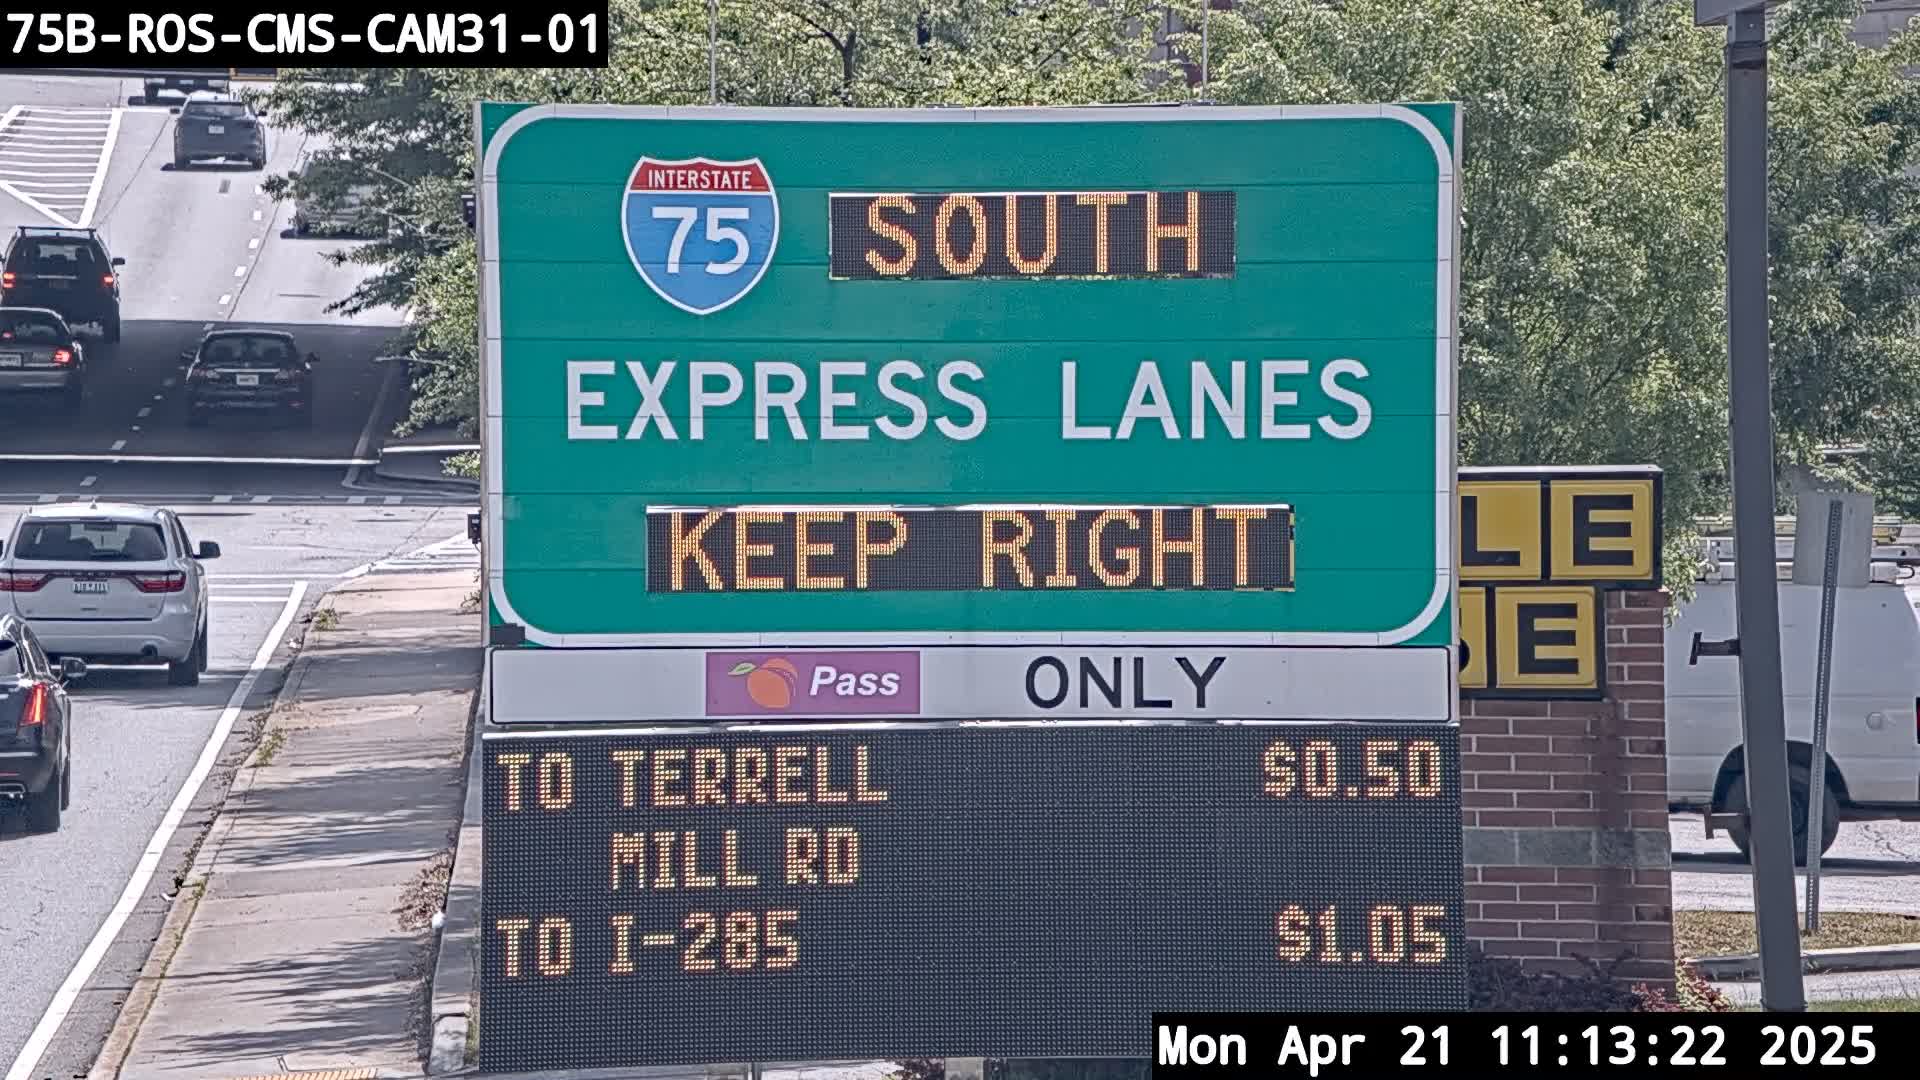 75B-ROS-CMS-CAM31-01
INTERSTATE
75
SOUTH
EXPRESS LANES
KEEP RIGHT
Pass ONLY
TO TERRELL $0.50
MILL RD
TO I-285 $1.05
LE
E
Mon Apr 21 11:13:22 2025